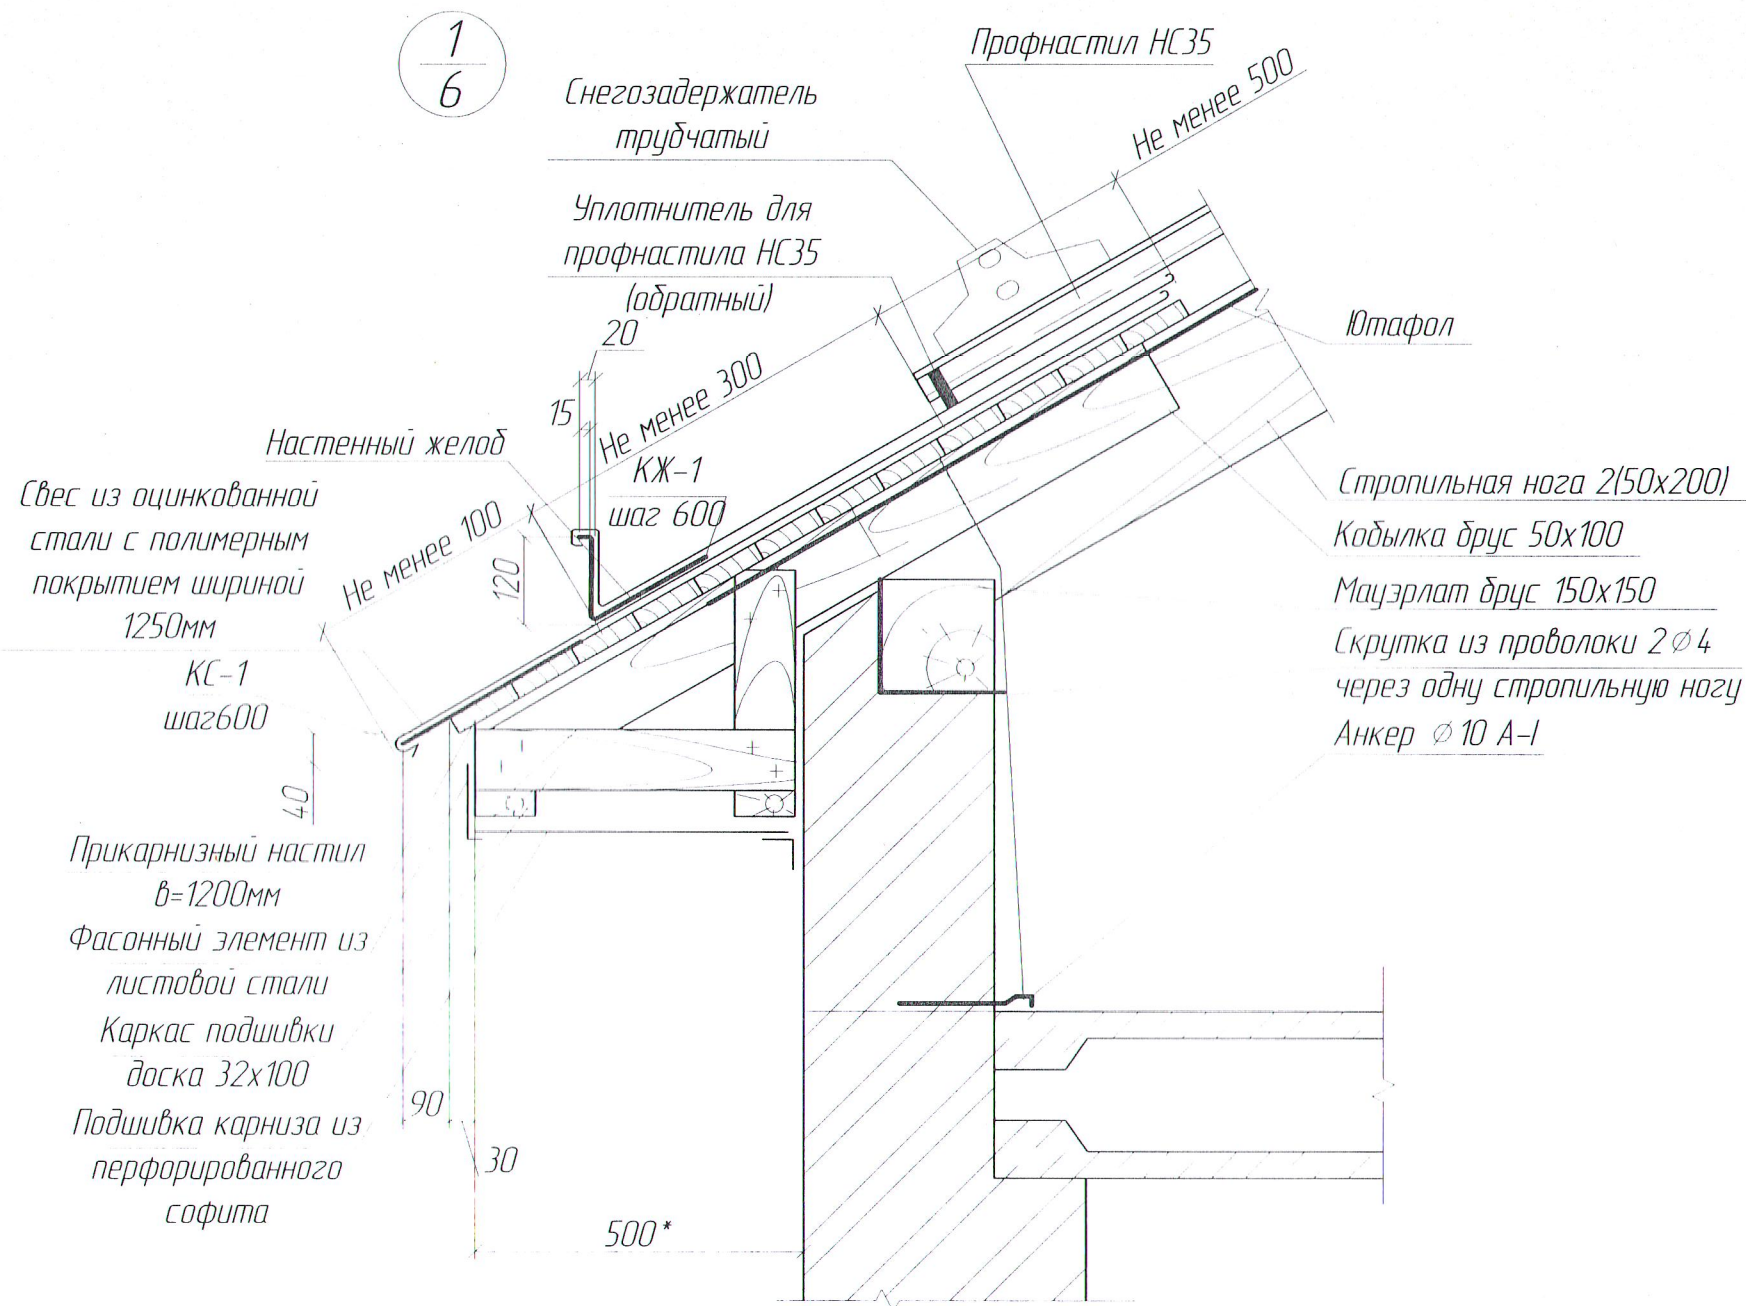 1
6
Профнастил НС35
Снегозадержатель
трубчатый
Не менее 500
Уплотнитель для
профнастила НС35
(обратный)
20
15
Не менее 300
Ютафол
Настенный желоб
КЖ-1
шаг 600
Не менее 100
120
Свес из оцинкованной
стали с полимерным
покрытием шириной
1250мм
КС-1
шаг600
40
Стропильная нога 2(50х200)
Кобылка брус 50х100
Мауэрлат брус 150х150
Скрутка из проволоки 2⌀4
через одну стропильную ногу
Анкер ⌀10 А-I
Прикарнизный настил
в=1200мм
Фасонный элемент из
листовой стали
Каркас подшивки
доска 32х100
Подшивка карниза из
перфорированного
софита
90
30
500*